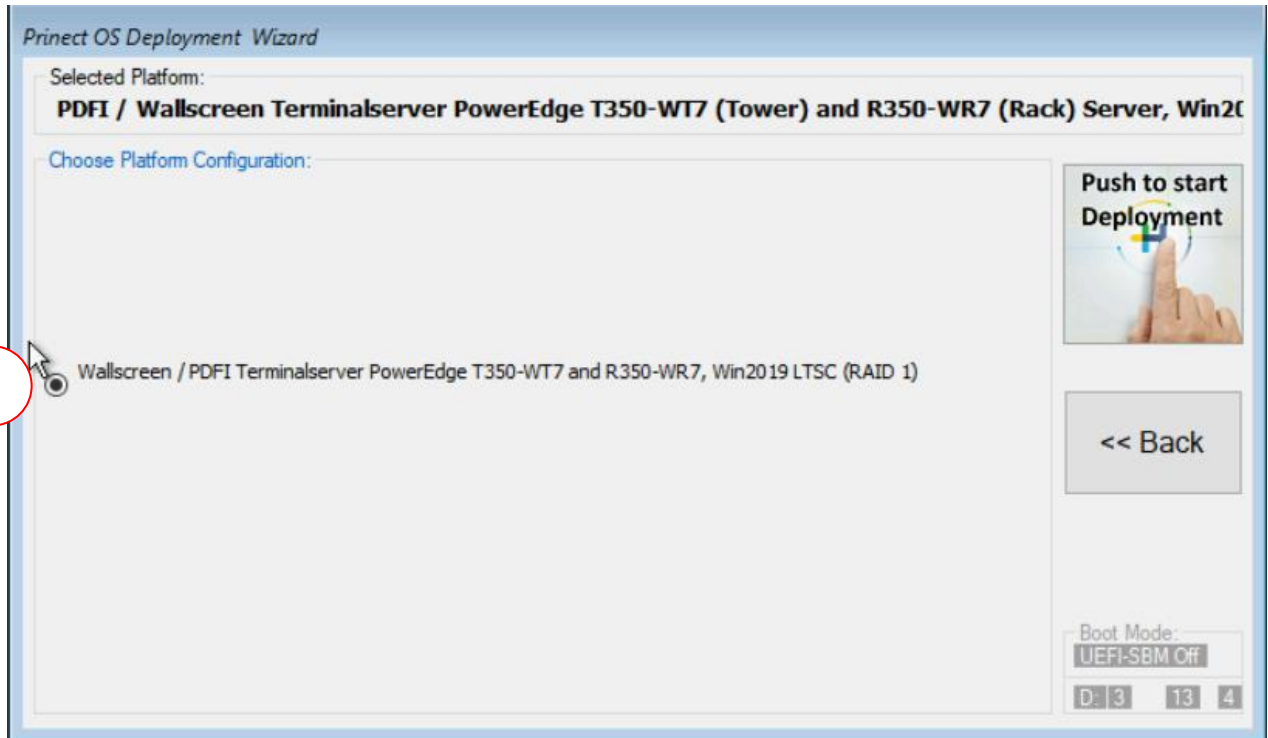 Prinect OS Deployment Wizard
Selected Platform:
PDFI / Wallscreen Terminalserver PowerEdge T350-WT7 (Tower) and R350-WR7 (Rack) Server, Win20
Choose Platform Configuration:
Push to start
Deployment
Wallscreen / PDFI Terminalserver PowerEdge T350-WT7 and R350-WR7, Win2019 LTSC (RAID 1)
<< Back
Boot Mode:
UEFI-SBM Off
D: 3 13 4